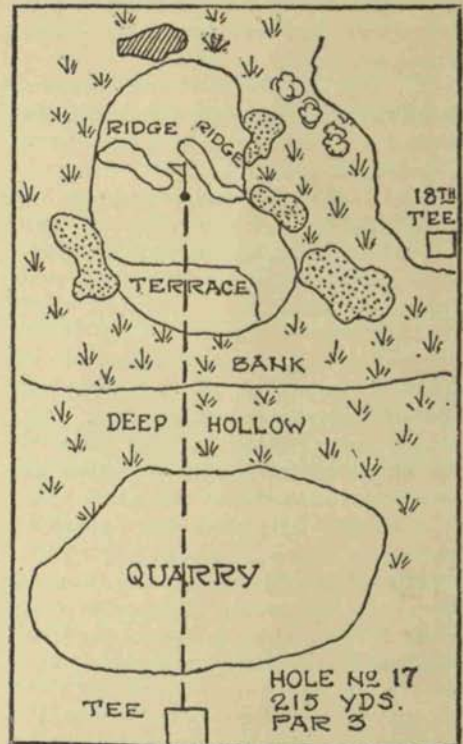 RIDGE
RIDGE
18TH
TEE
TERRACE
BANK
DEEP HOLLOW
QUARRY
HOLE Nº 17
215 YDS.
PAR 3
TEE